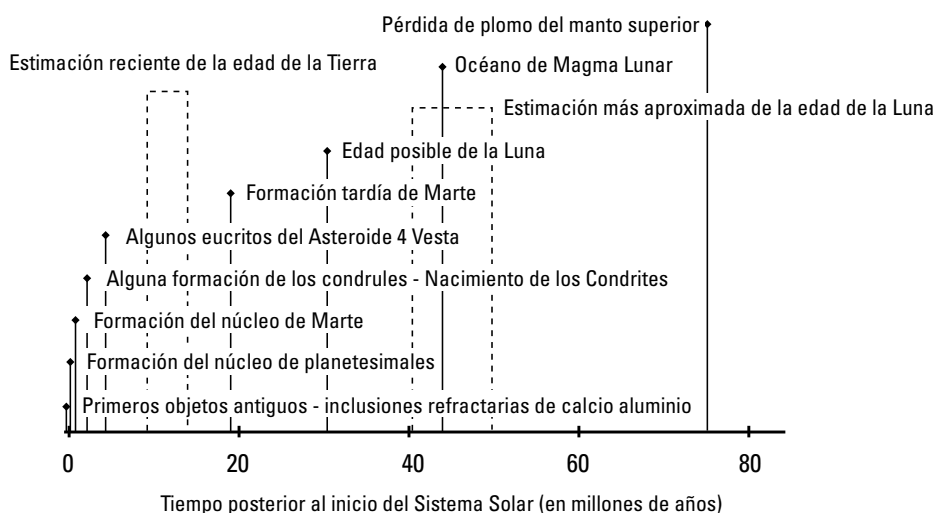 Pérdida de plomo del manto superior
Estimación reciente de la edad de la Tierra
Océano de Magma Lunar
Estimación más aproximada de la edad de la Luna
Edad posible de la Luna
Formación tardía de Marte
Algunos eucritos del Asteroide 4 Vesta
Alguna formación de los condrules - Nacimiento de los Condrites
Formación del núcleo de Marte
Formación del núcleo de planetesimales
Primeros objetos antiguos - inclusiones refractarias de calcio aluminio
0 20 40 60 80
Tiempo posterior al inicio del Sistema Solar (en millones de años)